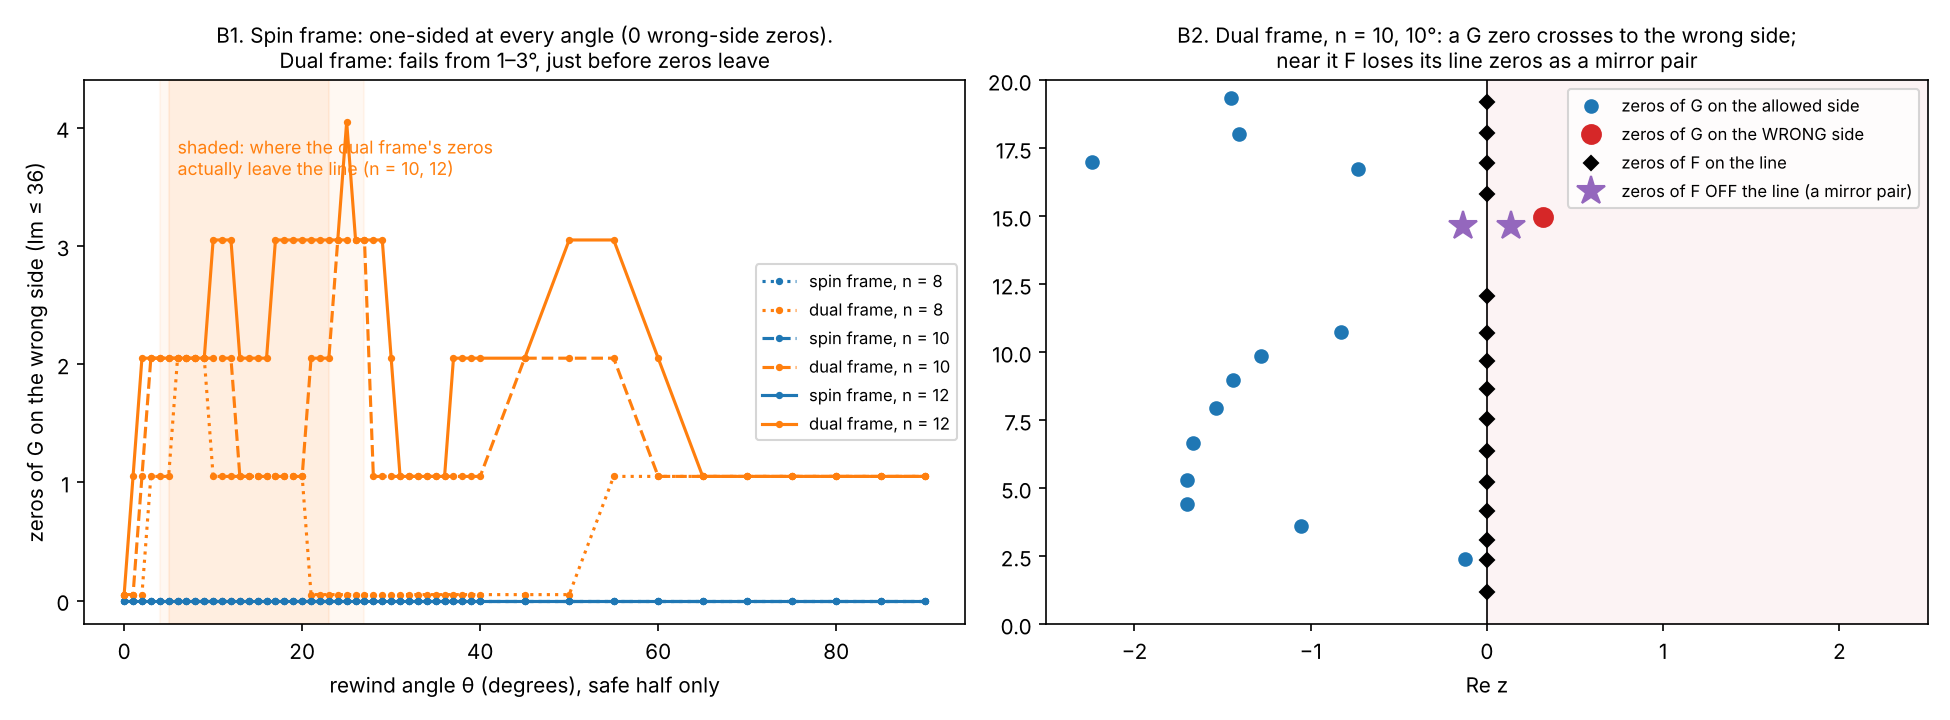 B1. Spin frame: one-sided at every angle (0 wrong-side zeros).
Dual frame: fails from 1–3°, just before zeros leave
zeros of G on the wrong side (Im ≤ 36)
4
3
2
1
0
shaded: where the dual frame's zeros
actually leave the line (n = 10, 12)
spin frame, n = 8
dual frame, n = 8
spin frame, n = 10
dual frame, n = 10
spin frame, n = 12
dual frame, n = 12
0 20 40 60 80
rewind angle θ (degrees), safe half only
B2. Dual frame, n = 10, 10°: a G zero crosses to the wrong side;
near it F loses its line zeros as a mirror pair
20.0
17.5
15.0
12.5
10.0
7.5
5.0
2.5
0.0
zeros of G on the allowed side
zeros of G on the WRONG side
zeros of F on the line
zeros of F OFF the line (a mirror pair)
−2 −1 0 1 2
Re z